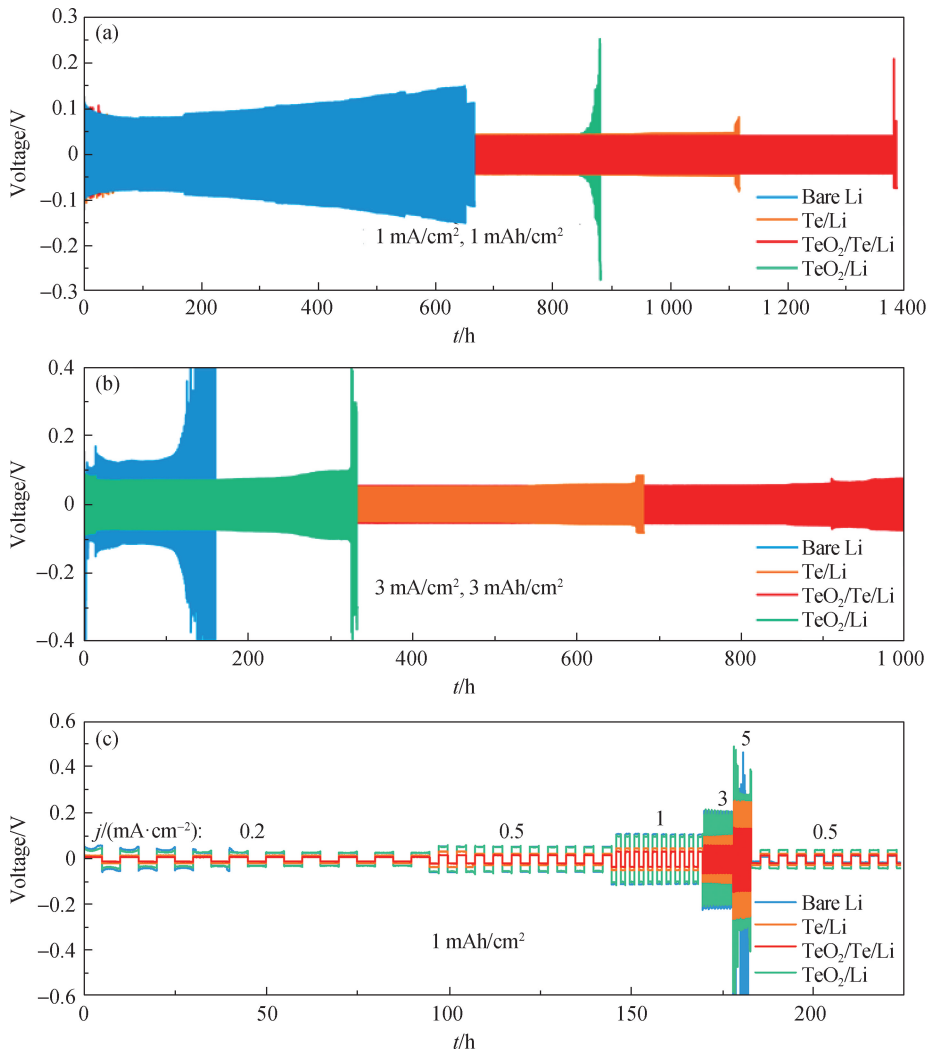 (a)
0.3
0.2
0.1
0
−0.1
−0.2
−0.3
Voltage/V
1 mA/cm², 1 mAh/cm²
Bare Li
Te/Li
TeO₂/Te/Li
TeO₂/Li
0 200 400 600 800 1 000 1 200 1 400
t/h
(b)
0.4
0.2
0
−0.2
−0.4
Voltage/V
3 mA/cm², 3 mAh/cm²
Bare Li
Te/Li
TeO₂/Te/Li
TeO₂/Li
0 200 400 600 800 1 000
t/h
(c)
0.6
0.4
0.2
0
−0.2
−0.4
−0.6
Voltage/V
j/(mA·cm⁻²): 0.2 0.5 1 3 5 0.5
1 mAh/cm²
Bare Li
Te/Li
TeO₂/Te/Li
TeO₂/Li
0 50 100 150 200
t/h